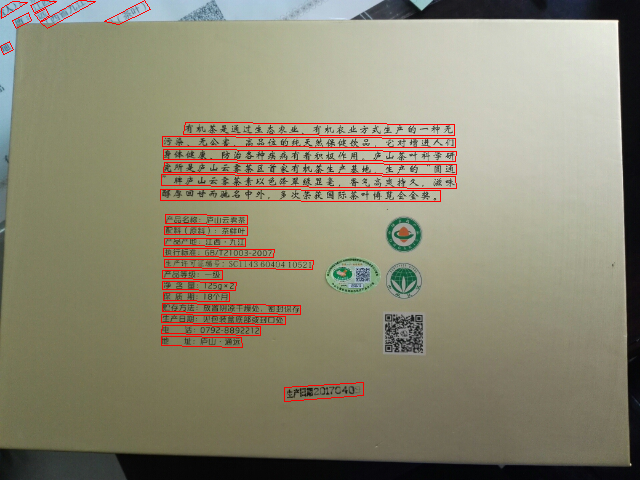 有机茶是通过生态农业，有机农业方式生产的一种无
污染，无公害，高品位的纯天然保健饮品，它对增进人们
身体健康，防治各种疾病有着积极作用。庐山茶叶科学研
究所是庐山云雾茶区首家有机茶生产基地，生产的“圆通
”牌庐山云雾茶素以色泽翠绿显毫，香气高爽持久，滋味
醇厚回甘而驰名中外，多次荣获国际茶叶博览会金奖。
产品名称：庐山云雾茶
配料（原料）：茶鲜叶
产品产地：江西·九江
执行标准：GB/T21003-2007
生产许可证编号：SC11436040410521
产品等级：一级
净含量：125g×2
保质期：18个月
贮存方法：放置阴凉干燥处，密封保存
生产日期：见包装盒底部或封口处
电话：0792-8892212
地址：庐山·通远
生产日期201704